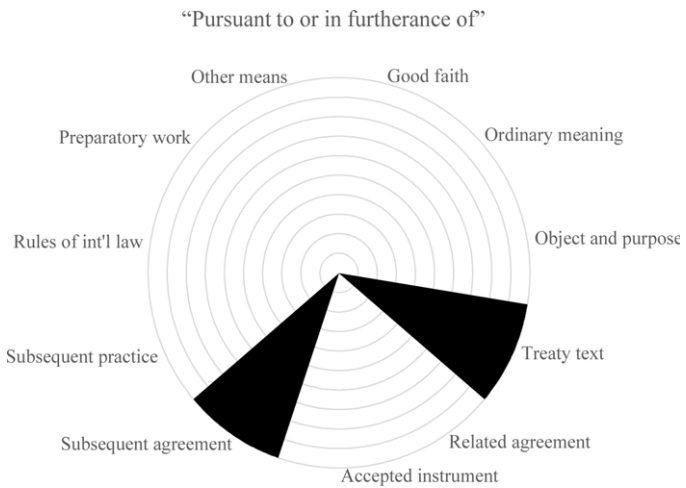 “Pursuant to or in furtherance of”
Other means
Good faith
Preparatory work
Ordinary meaning
Rules of int'l law
Object and purpose
Subsequent practice
Treaty text
Subsequent agreement
Related agreement
Accepted instrument